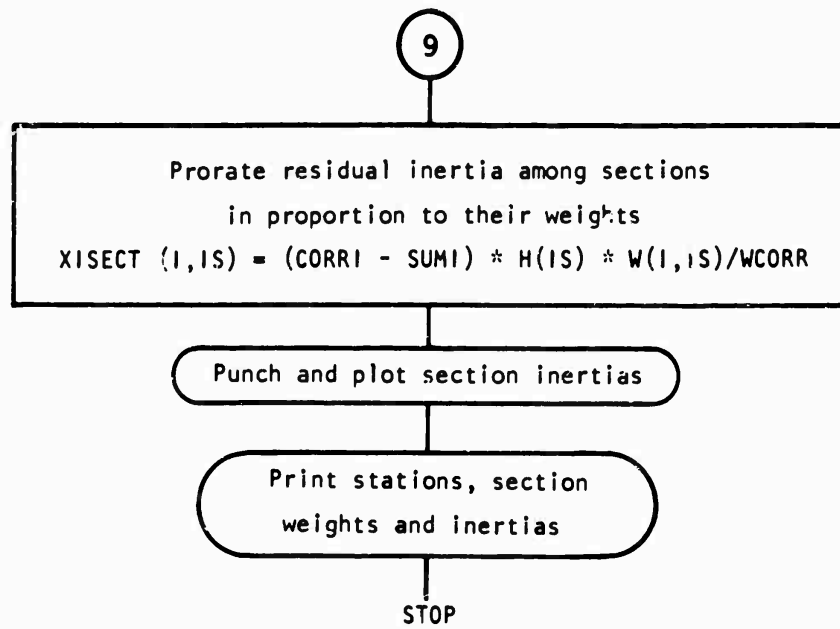 9
Prorate residual inertia among sections
in proportion to their weights
XISECT (I,IS) = (CORRI - SUMI) * H(IS) * W(I,IS)/WCORR
Punch and plot section inertias
Print stations, section
weights and inertias
STOP